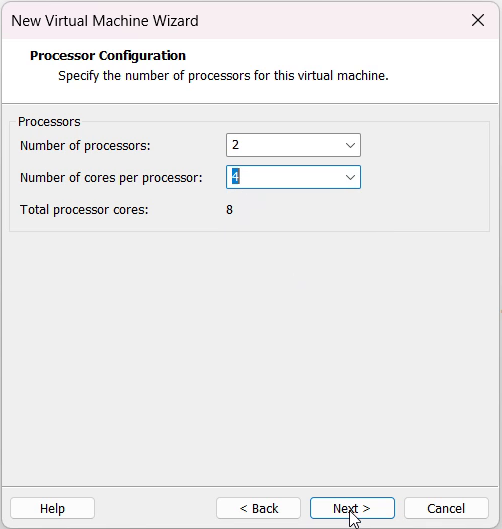 New Virtual Machine Wizard
Processor Configuration
Specify the number of processors for this virtual machine.
Processors
Number of processors: 2
Number of cores per processor: 4
Total processor cores: 8
Help < Back Next > Cancel